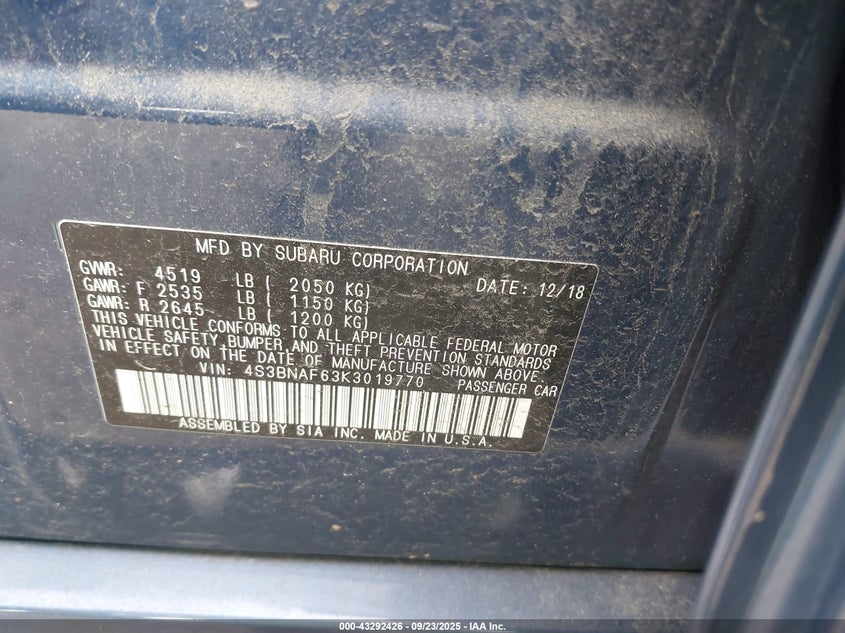 MFD BY SUBARU CORPORATION
GVWR: 4519 LB ( 2050 KG) DATE: 12/18
GAWR: F 2535 LB ( 1150 KG)
GAWR: R 2645 LB ( 1200 KG)
THIS VEHICLE CONFORMS TO ALL APPLICABLE FEDERAL MOTOR
VEHICLE SAFETY, BUMPER, AND THEFT PREVENTION STANDARDS
IN EFFECT ON THE DATE OF MANUFACTURE SHOWN ABOVE.
VIN: 4S3BNAF63K3019770 PASSENGER CAR
ASSEMBLED BY SIA INC. MADE IN U.S.A.
000-43292426 - 09/23/2025 - IAA Inc.